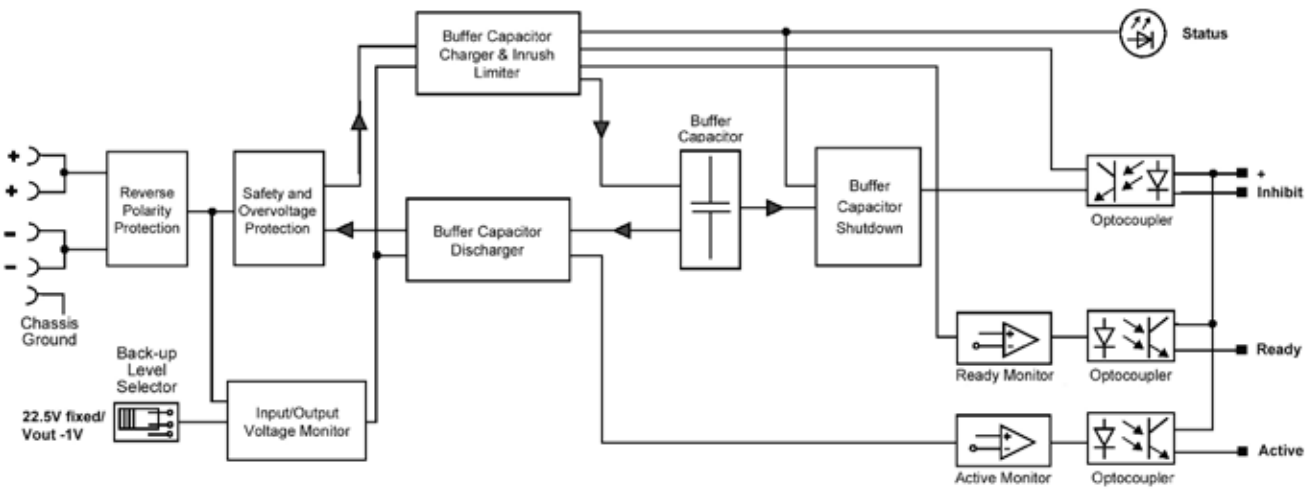 Buffer Capacitor
Charger & Inrush
Limiter
Status
Buffer
Capacitor
+
+
-
-
Reverse
Polarity
Protection
Safety and
Overvoltage
Protection
Buffer Capacitor
Discharger
Buffer
Capacitor
Shutdown
+
Inhibit
Optocoupler
Chassis
Ground
Back-up
Level
Selector
22.5V fixed/
Vout -1V
Input/Output
Voltage Monitor
+
-
Ready Monitor
Optocoupler
Ready
+
-
Active Monitor
Optocoupler
Active